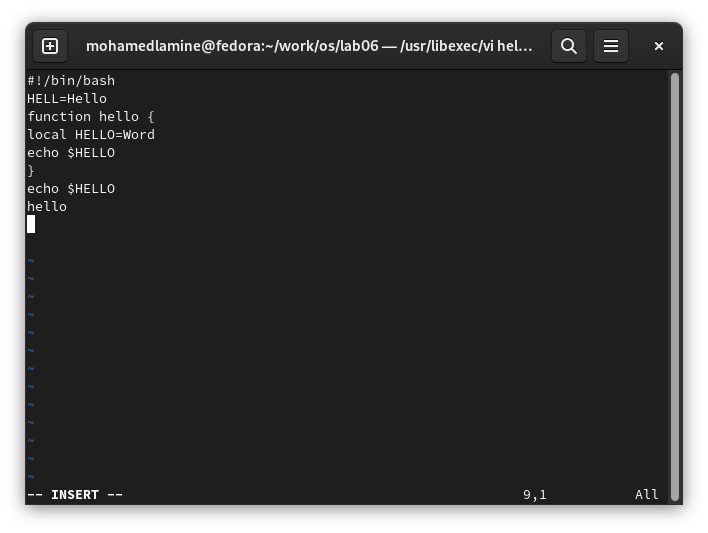 mohamedlamine@fedora:~/work/os/lab06 — /usr/libexec/vi hel…
#!/bin/bash
HELL=Hello
function hello {
local HELLO=Word
echo $HELLO
}
echo $HELLO
hello
~
~
~
~
~
~
~
~
~
~
~
~
~
-- INSERT -- 9,1 All